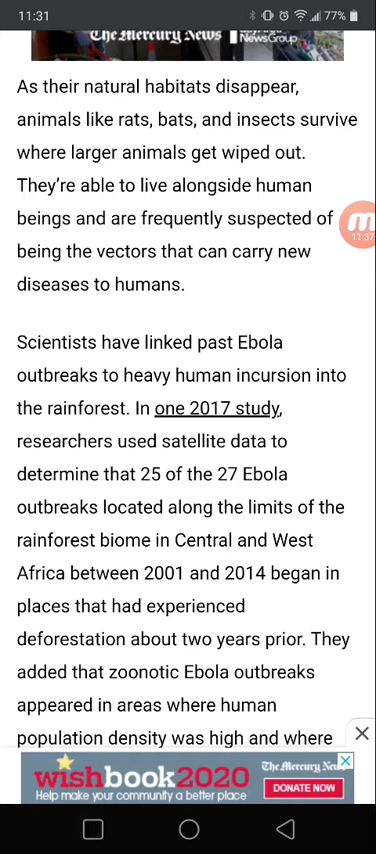 11:31
77%
The Mercury News
NewsGroup
As their natural habitats disappear,
animals like rats, bats, and insects survive
where larger animals get wiped out.
They’re able to live alongside human
beings and are frequently suspected of
being the vectors that can carry new
diseases to humans.
m
11:37
Scientists have linked past Ebola
outbreaks to heavy human incursion into
the rainforest. In one 2017 study,
researchers used satellite data to
determine that 25 of the 27 Ebola
outbreaks located along the limits of the
rainforest biome in Central and West
Africa between 2001 and 2014 began in
places that had experienced
deforestation about two years prior. They
added that zoonotic Ebola outbreaks
appeared in areas where human
population density was high and where
wishbook2020
Help make your community a better place
The Mercury News
DONATE NOW